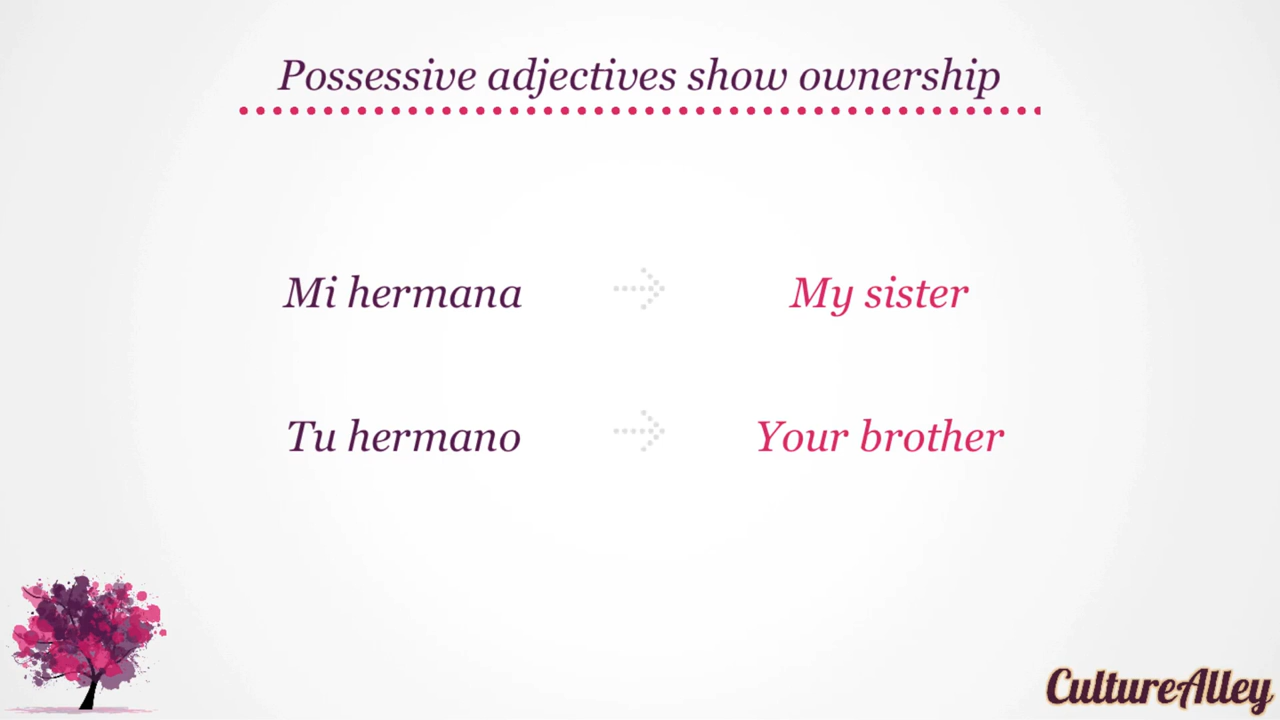 Possessive adjectives show ownership
Mi hermana My sister
Tu hermano Your brother
CultureAlley